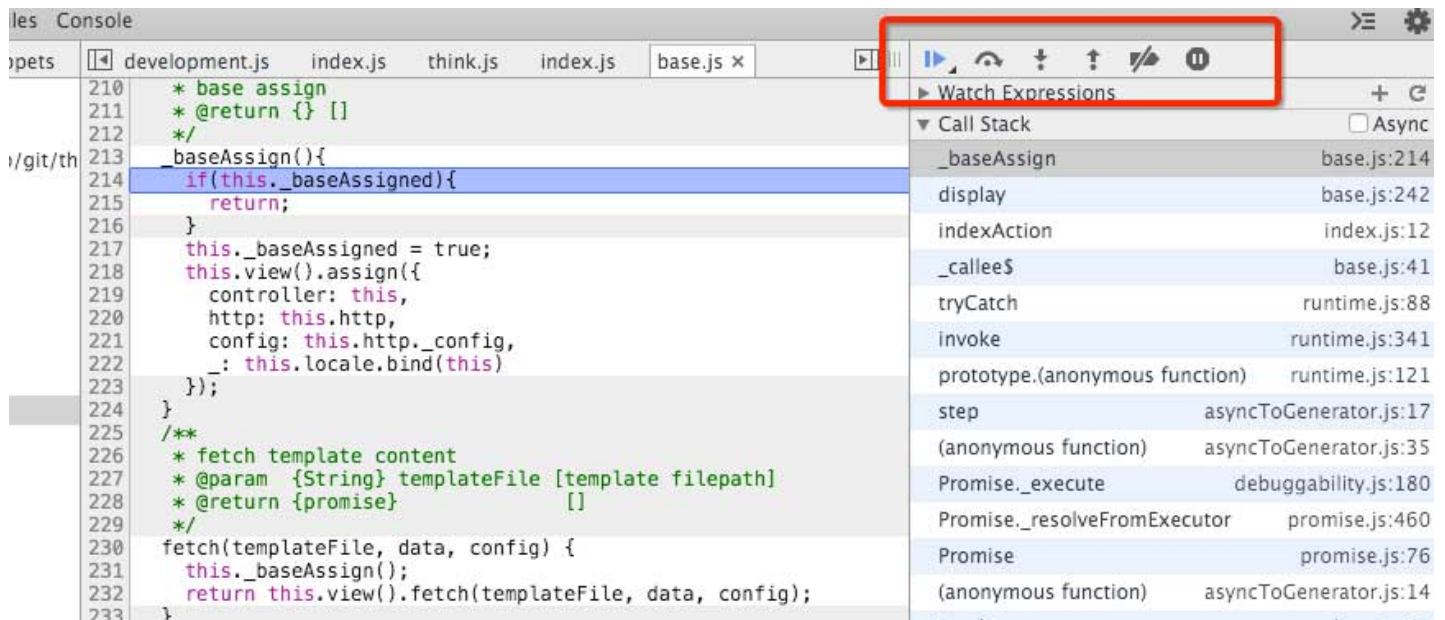 les Console
ppets development.js index.js think.js index.js base.js ×
Watch Expressions + 
Call Stack Async
/git/th
210 * base assign
211 * @return {} []
212 */
213 _baseAssign(){
214 if(this._baseAssigned){
215 return;
216 }
217 this._baseAssigned = true;
218 this.view().assign({
219 controller: this,
220 http: this.http,
221 config: this.http._config,
222 _: this.locale.bind(this)
223 });
224 }
225 /**
226 * fetch template content
227 * @param {String} templateFile [template filepath]
228 * @return {promise} []
229 */
230 fetch(templateFile, data, config) {
231 this._baseAssign();
232 return this.view().fetch(templateFile, data, config);
233 }
_baseAssign base.js:214
display base.js:242
indexAction index.js:12
_callee$ base.js:41
tryCatch runtime.js:88
invoke runtime.js:341
prototype.(anonymous function) runtime.js:121
step asyncToGenerator.js:17
(anonymous function) asyncToGenerator.js:35
Promise._execute debuggability.js:180
Promise._resolveFromExecutor promise.js:460
Promise promise.js:76
(anonymous function) asyncToGenerator.js:14